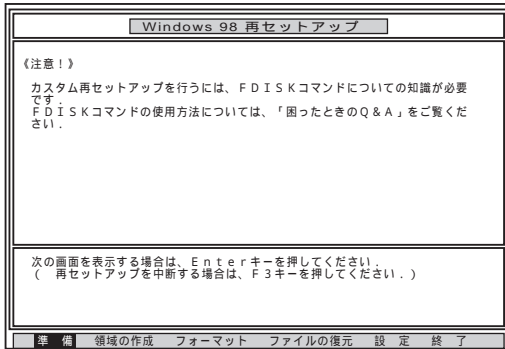 Windows 98 再セットアップ
《注意!》
カスタム再セットアップを行うには、FDISKコマンドについての知識が必要
です.
FDISKコマンドの使用方法については、「困ったときのQ&A」をご覧くだ
さい.
次の画面を表示する場合は、Enterキーを押してください.
( 再セットアップを中断する場合は、F3キーを押してください.)
準 備 領域の作成 フォーマット ファイルの復元 設 定 終 了